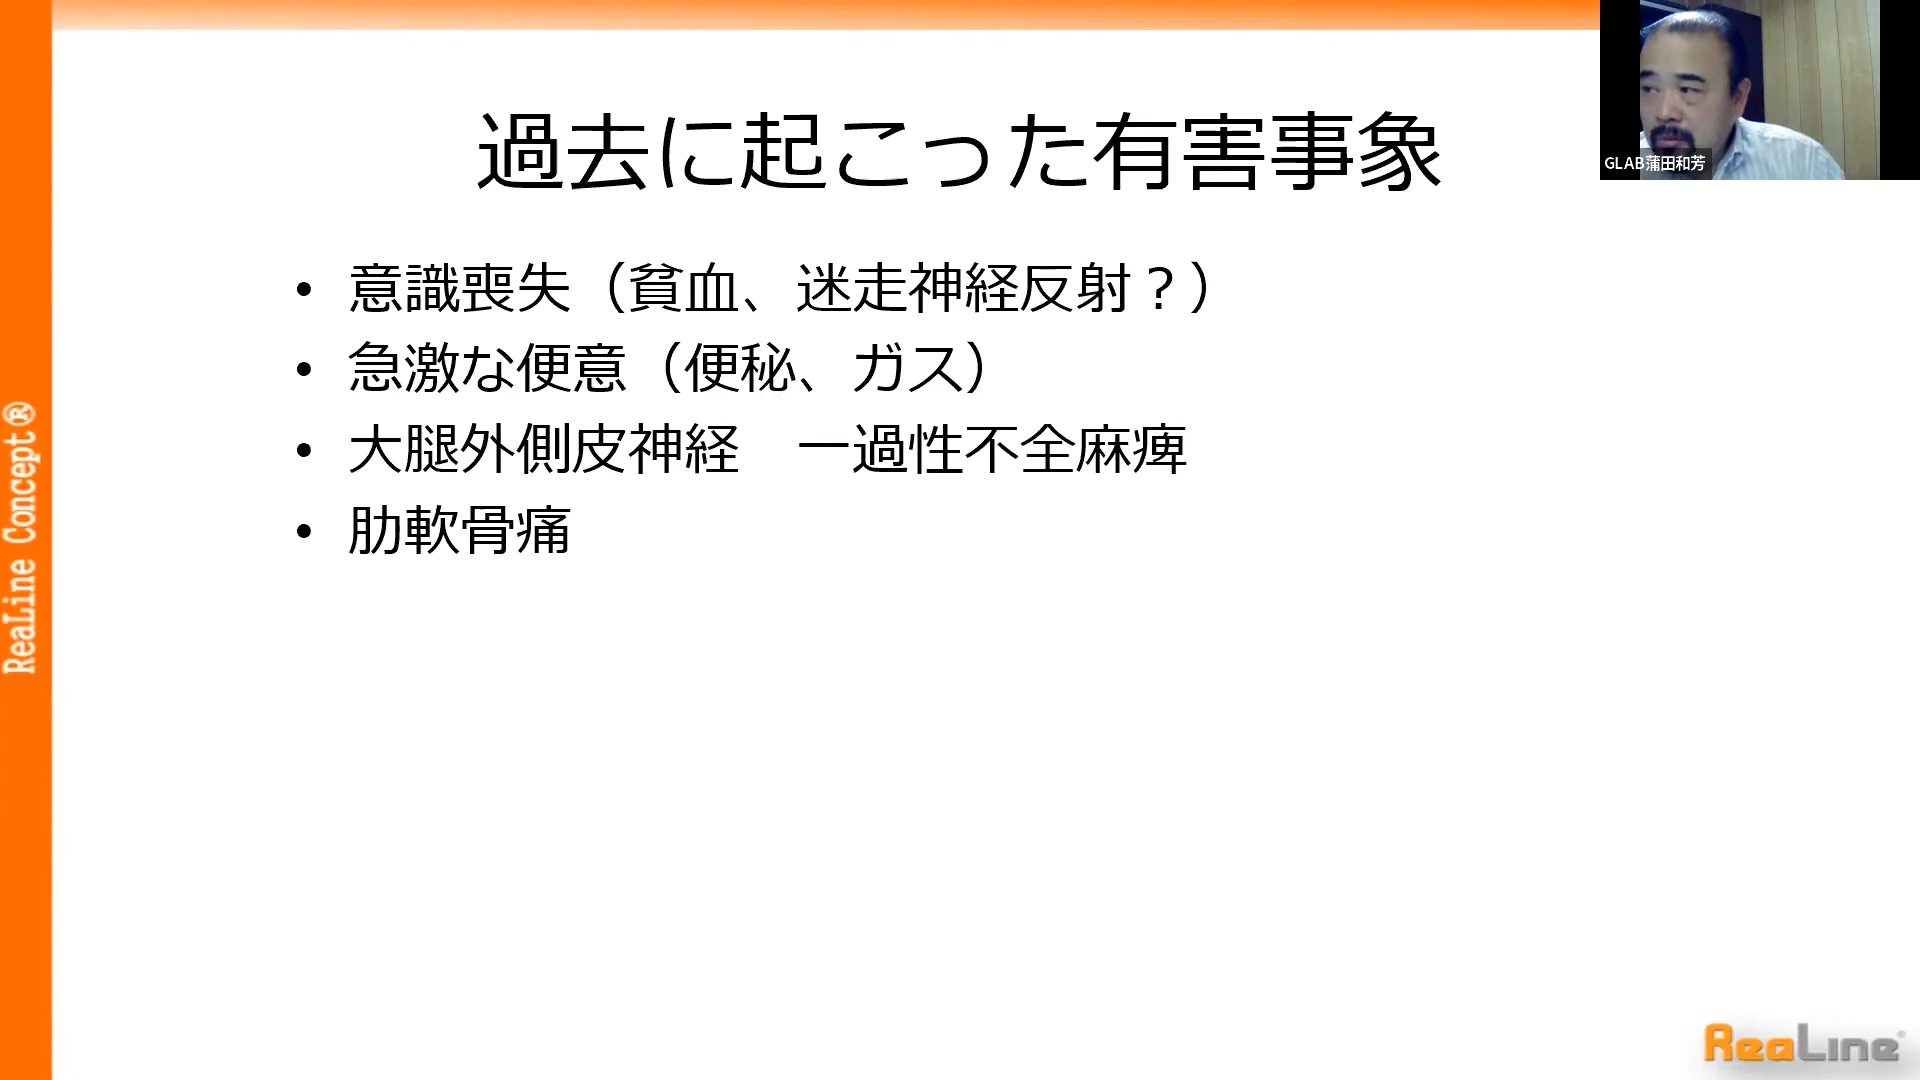 過去に起こった有害事象
GLAB蒲田和芳
• 意識喪失（貧血、迷走神経反射？）
• 急激な便意（便秘、ガス）
• 大腿外側皮神経　一過性不全麻痺
• 肋軟骨痛
ReaLine Concept®
ReaLine®